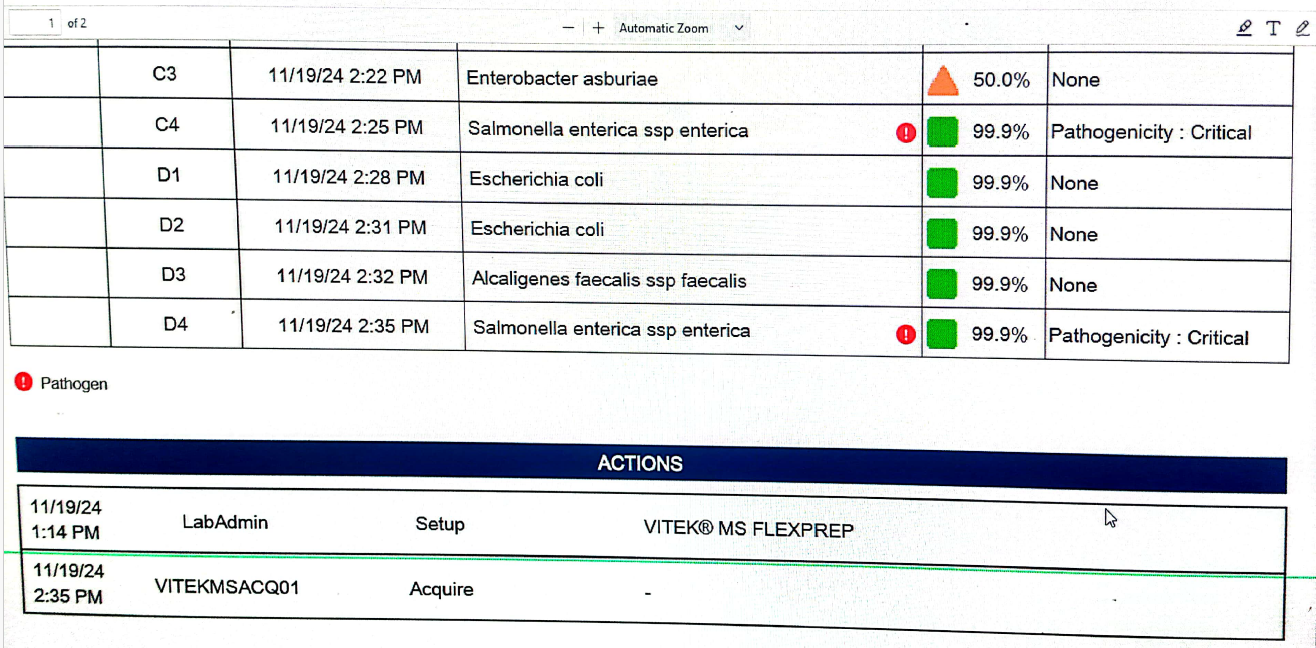 1 of 2 Automatic Zoom
C3 11/19/24 2:22 PM Enterobacter asburiae 50.0% None
C4 11/19/24 2:25 PM Salmonella enterica ssp enterica ! 99.9% Pathogenicity : Critical
D1 11/19/24 2:28 PM Escherichia coli 99.9% None
D2 11/19/24 2:31 PM Escherichia coli 99.9% None
D3 11/19/24 2:32 PM Alcaligenes faecalis ssp faecalis 99.9% None
D4 11/19/24 2:35 PM Salmonella enterica ssp enterica ! 99.9% Pathogenicity : Critical
! Pathogen
ACTIONS
11/19/24
1:14 PM LabAdmin Setup VITEK® MS FLEXPREP
11/19/24
2:35 PM VITEKMSACQ01 Acquire -